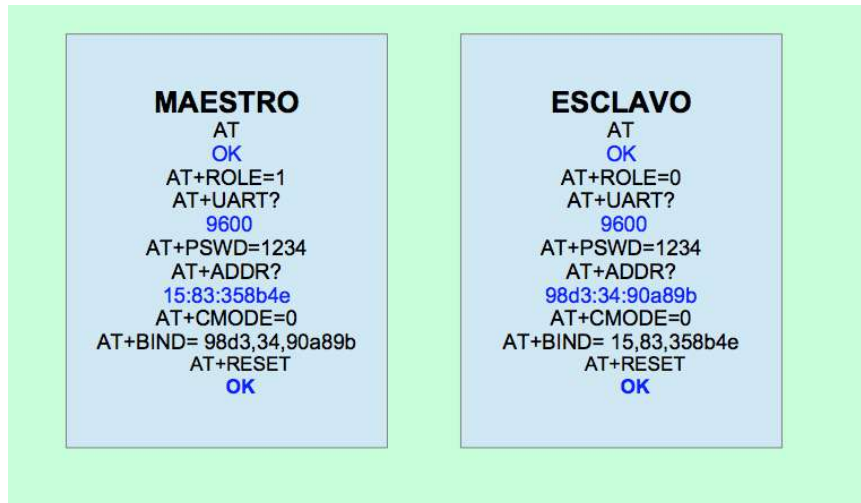 MAESTRO
AT
OK
AT+ROLE=1
AT+UART?
9600
AT+PSWD=1234
AT+ADDR?
15:83:358b4e
AT+CMODE=0
AT+BIND= 98d3,34,90a89b
AT+RESET
OK
ESCLAVO
AT
OK
AT+ROLE=0
AT+UART?
9600
AT+PSWD=1234
AT+ADDR?
98d3:34:90a89b
AT+CMODE=0
AT+BIND= 15,83,358b4e
AT+RESET
OK